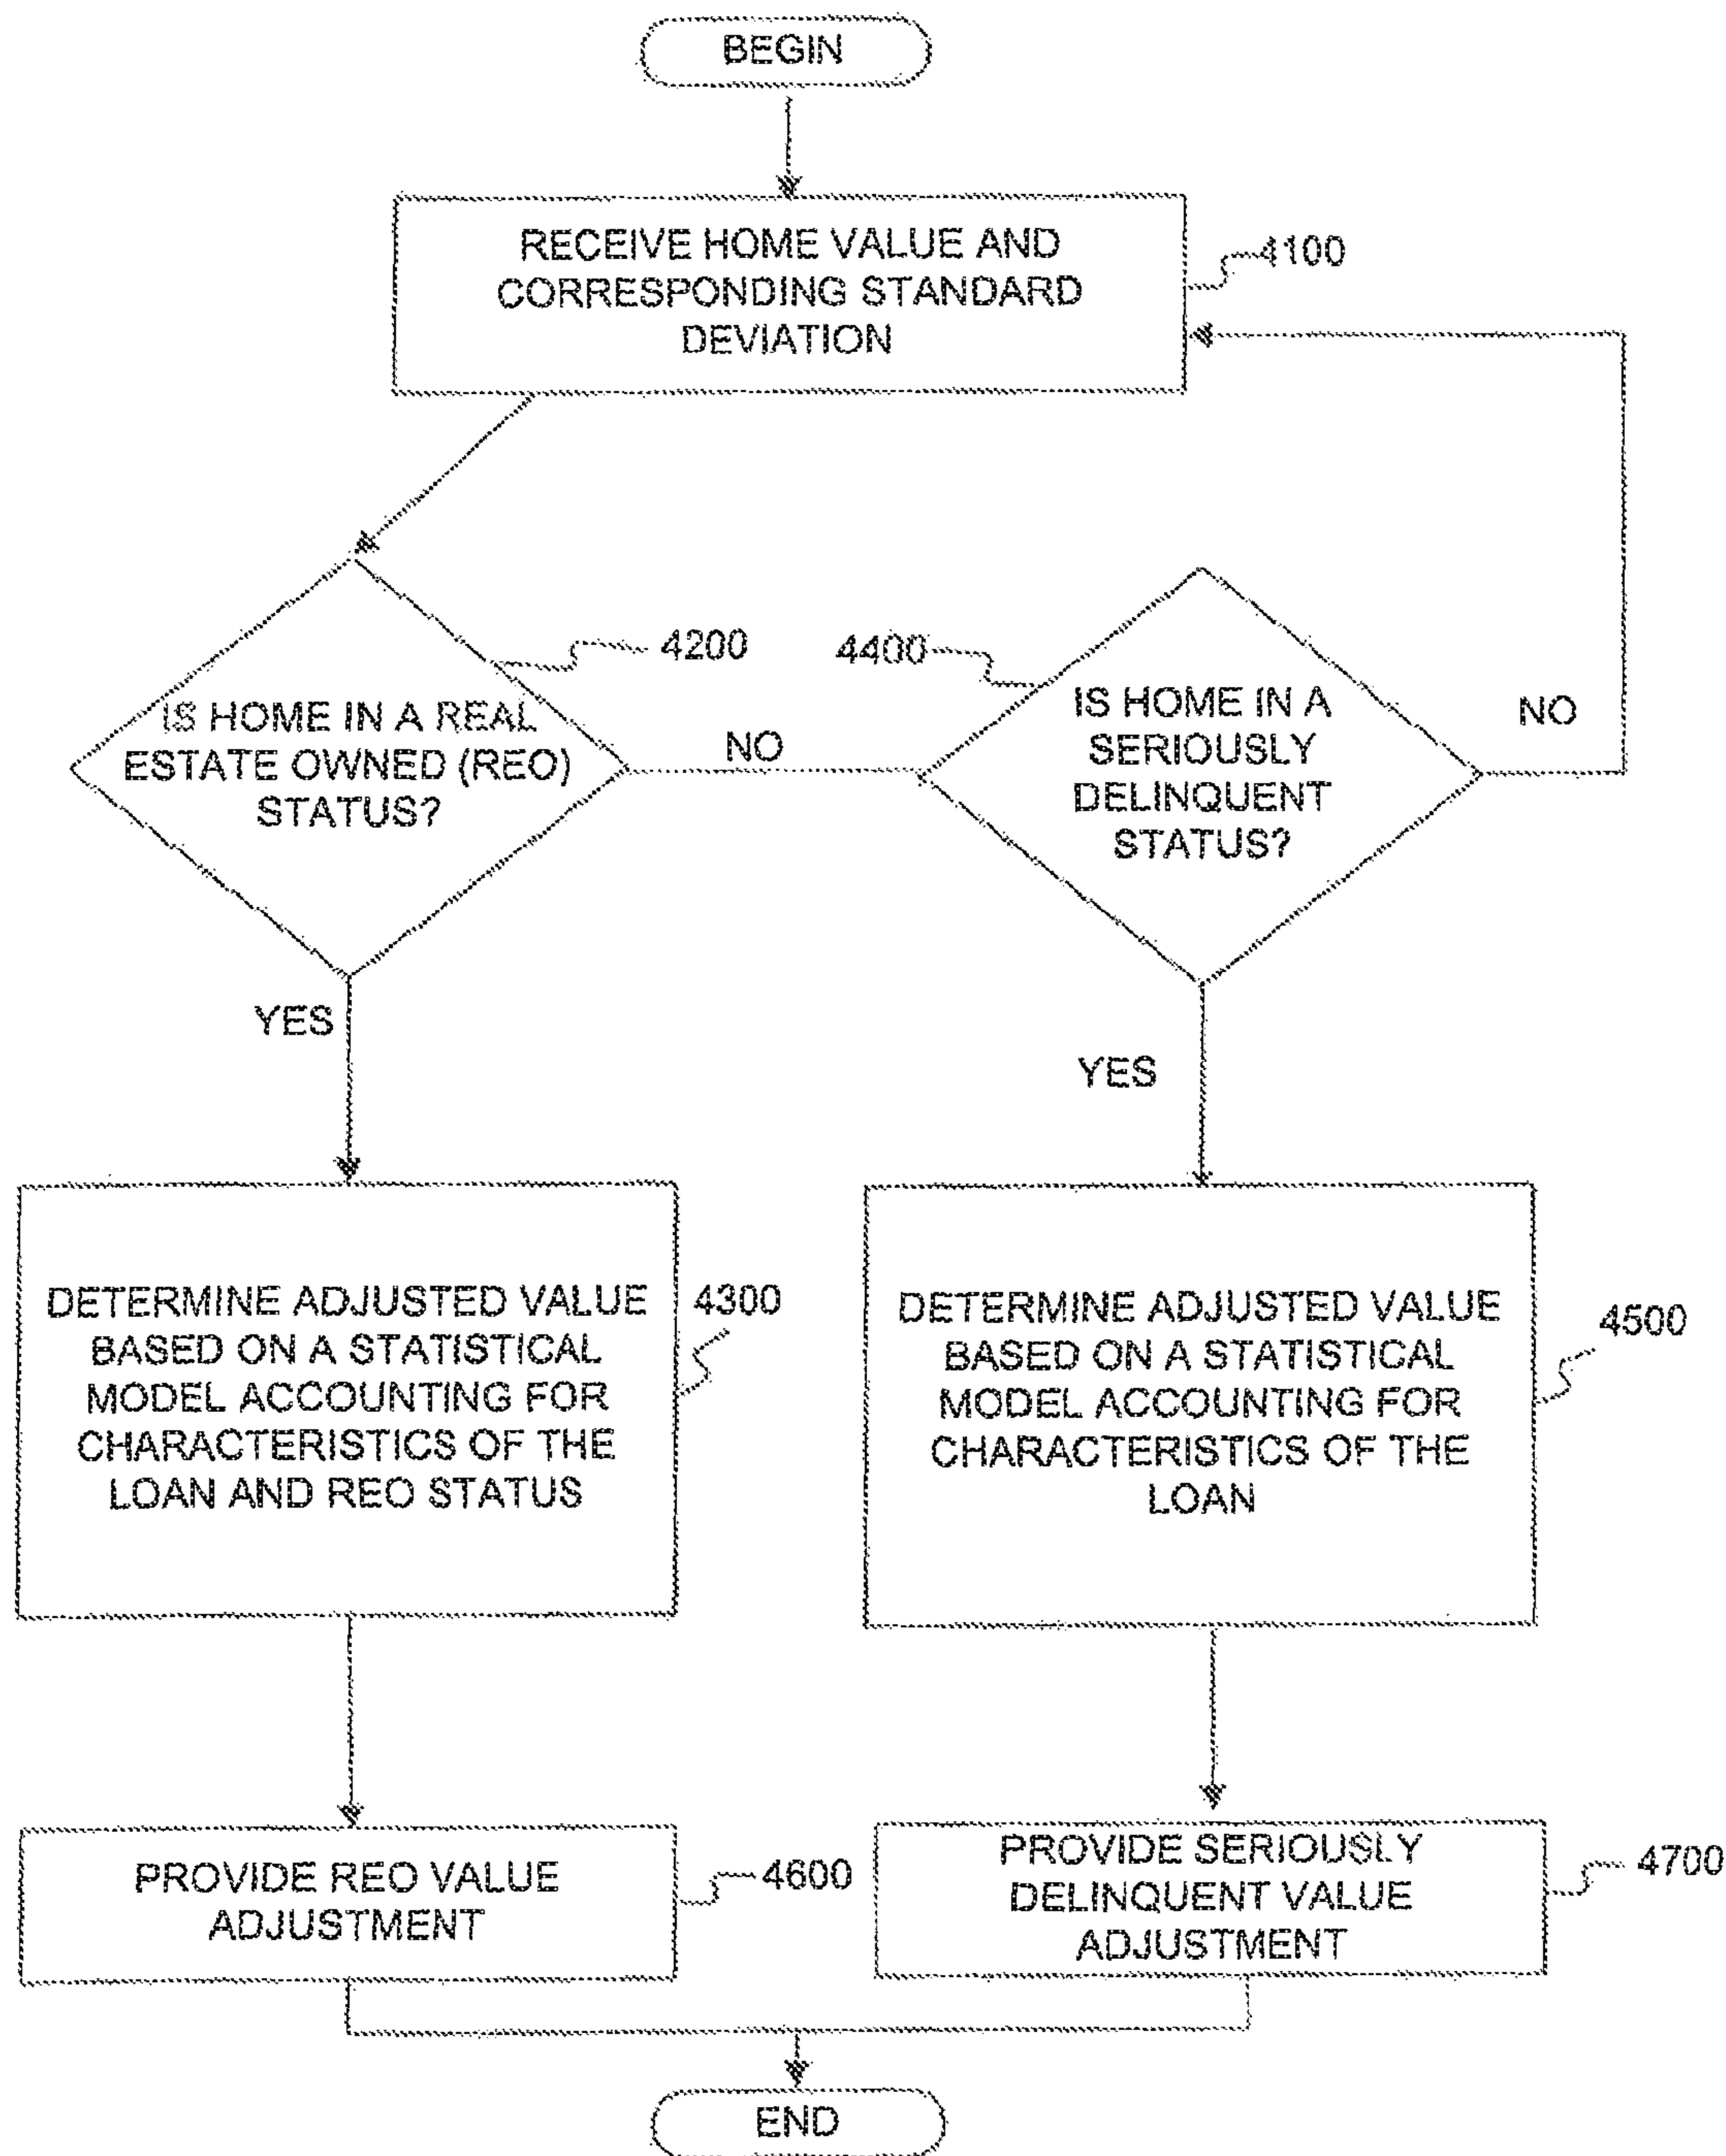 BEGIN
RECEIVE HOME VALUE AND
CORRESPONDING STANDARD
DEVIATION
4100
4200
4400
IS HOME IN A REAL
ESTATE OWNED (REO)
STATUS?
NO
IS HOME IN A
SERIOUSLY
DELINQUENT
STATUS?
NO
YES
YES
DETERMINE ADJUSTED VALUE
BASED ON A STATISTICAL
MODEL ACCOUNTING FOR
CHARACTERISTICS OF THE
LOAN AND REO STATUS
4300
DETERMINE ADJUSTED VALUE
BASED ON A STATISTICAL
MODEL ACCOUNTING FOR
CHARACTERISTICS OF THE
LOAN
4500
PROVIDE REO VALUE
ADJUSTMENT
4600
PROVIDE SERIOUSLY
DELINQUENT VALUE
ADJUSTMENT
4700
END